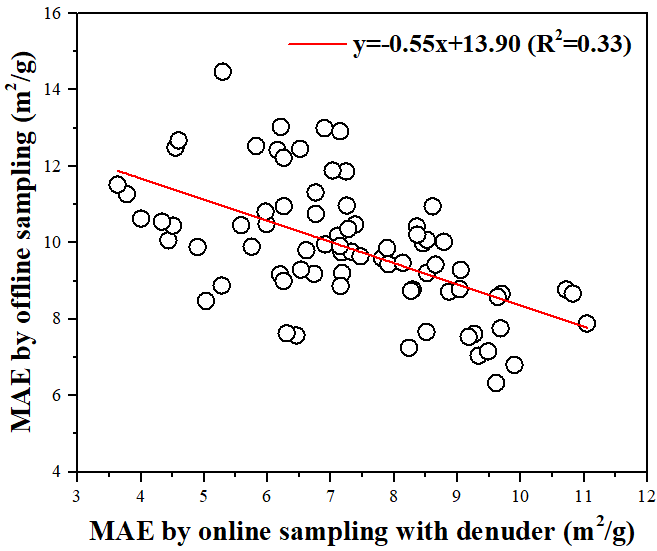 y=-0.55x+13.90 (R²=0.33)
16
14
12
10
8
6
4
MAE by offline sampling (m²/g)
3 4 5 6 7 8 9 10 11 12
MAE by online sampling with denuder (m²/g)